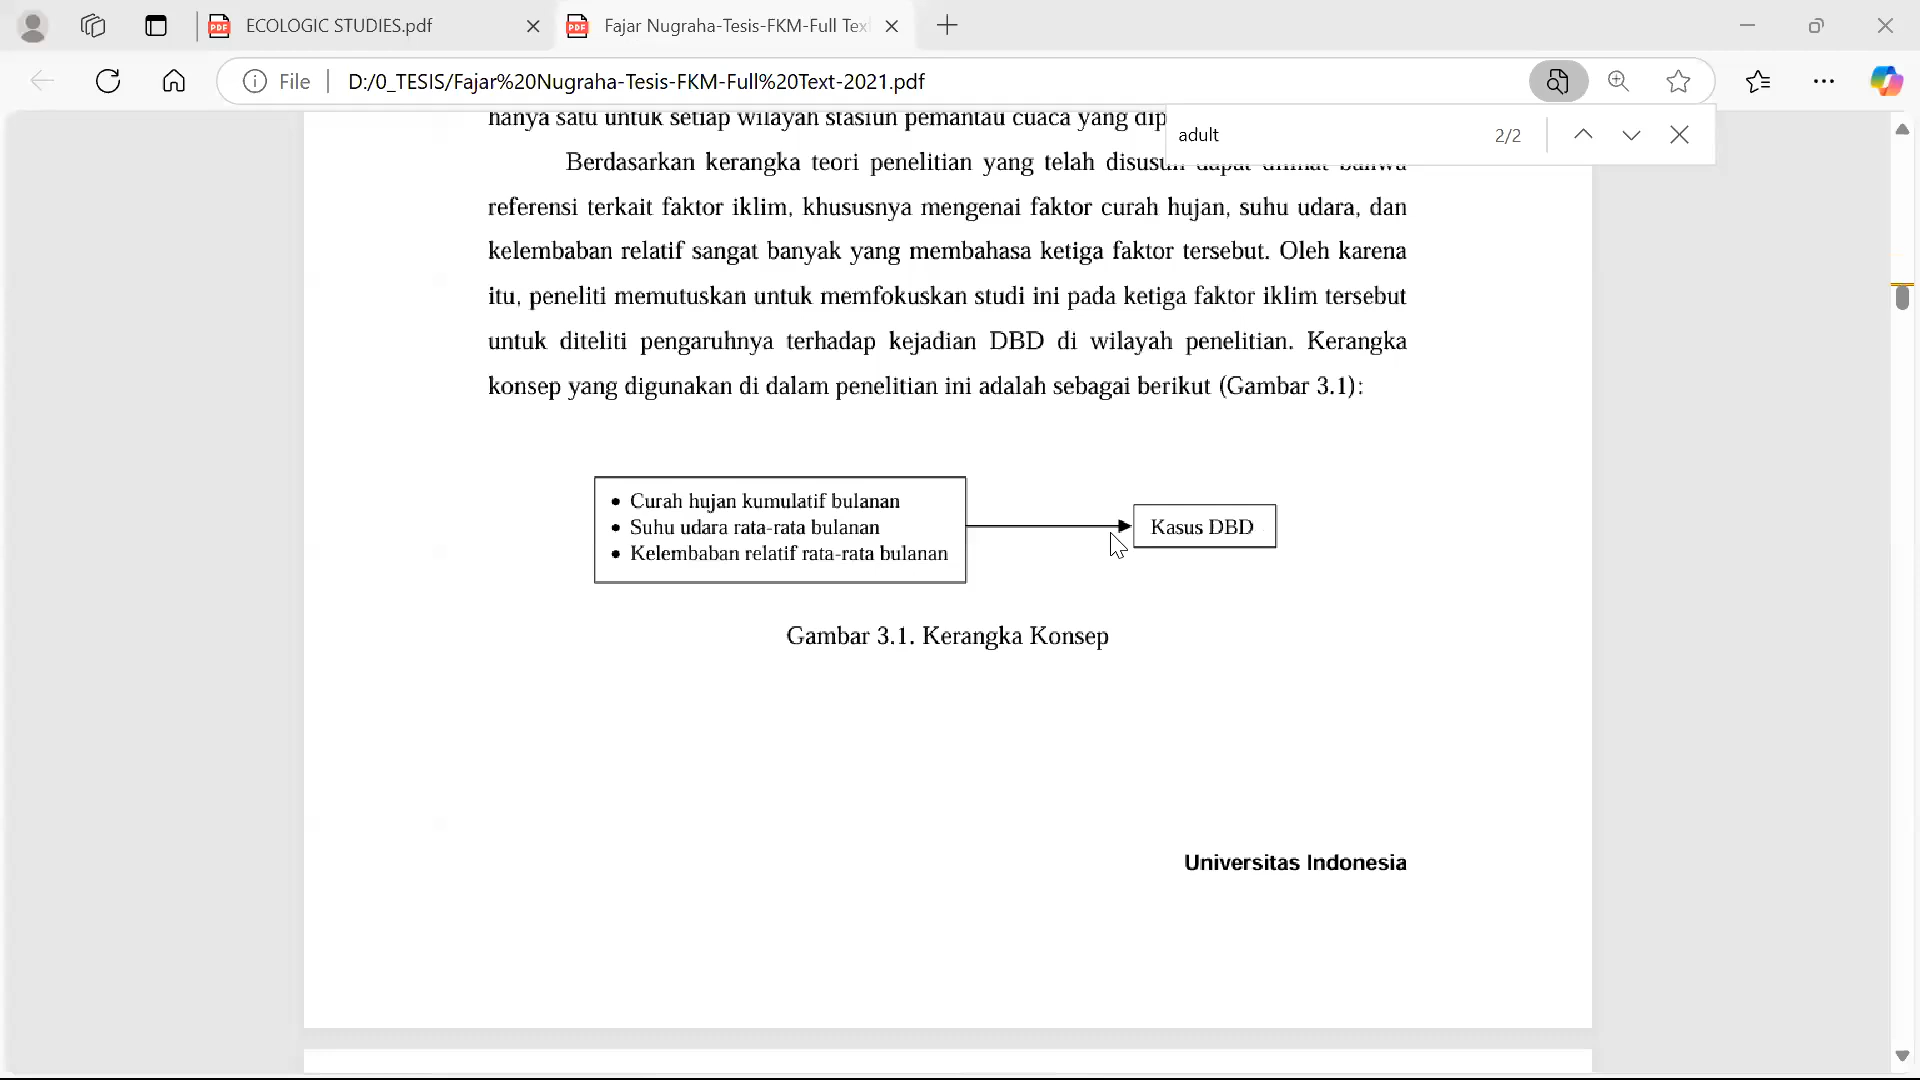 ECOLOGIC STUDIES.pdf
Fajar Nugraha-Tesis-FKM-Full Tex
File
D:/0_TESIS/Fajar%20Nugraha-Tesis-FKM-Full%20Text-2021.pdf
adult
2/2
hanya satu untuk setiap wilayah stasiun pemantau cuaca yang dip
Berdasarkan kerangka teori penelitian yang telah disusun dapat dilihat bahwa
referensi terkait faktor iklim, khususnya mengenai faktor curah hujan, suhu udara, dan
kelembaban relatif sangat banyak yang membahasa ketiga faktor tersebut. Oleh karena
itu, peneliti memutuskan untuk memfokuskan studi ini pada ketiga faktor iklim tersebut
untuk diteliti pengaruhnya terhadap kejadian DBD di wilayah penelitian. Kerangka
konsep yang digunakan di dalam penelitian ini adalah sebagai berikut (Gambar 3.1):
• Curah hujan kumulatif bulanan
• Suhu udara rata-rata bulanan
• Kelembaban relatif rata-rata bulanan
Kasus DBD
Gambar 3.1. Kerangka Konsep
Universitas Indonesia